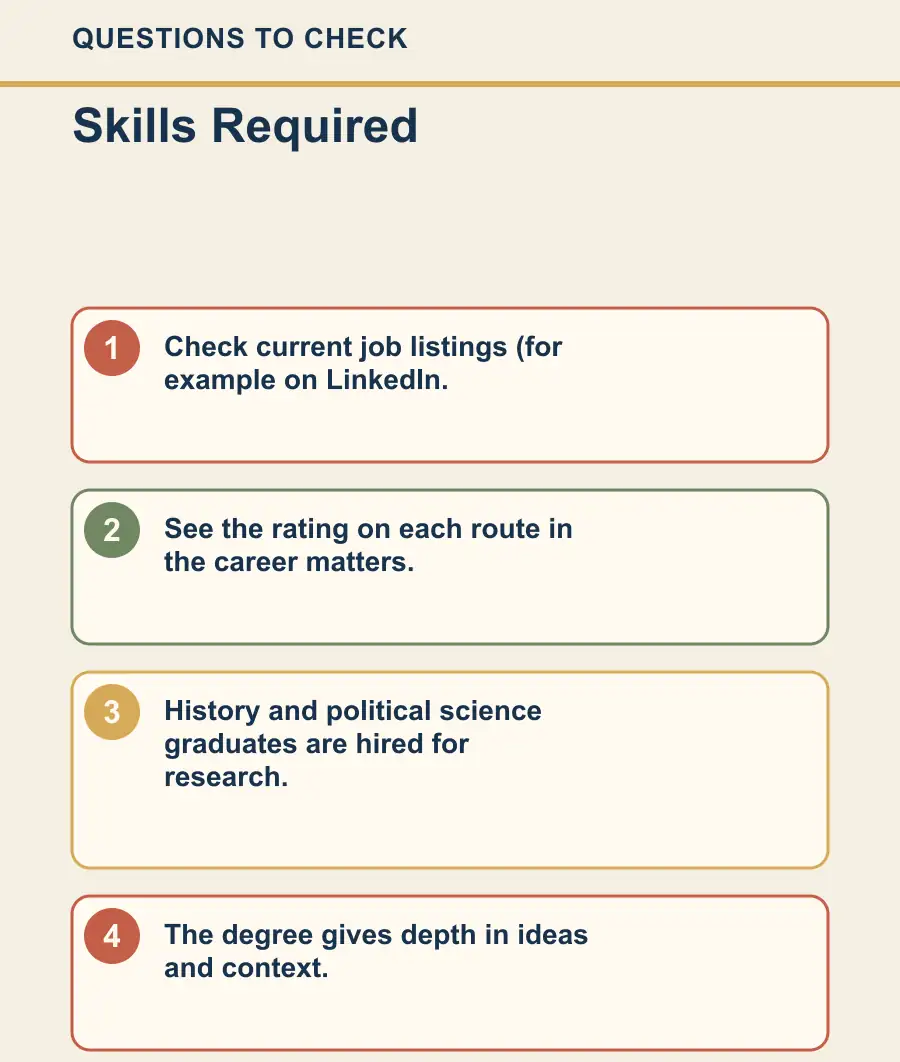 QUESTIONS TO CHECK
Skills Required
1
Check current job listings (for
example on LinkedIn.
2
See the rating on each route in
the career matters.
3
History and political science
graduates are hired for
research.
4
The degree gives depth in ideas
and context.